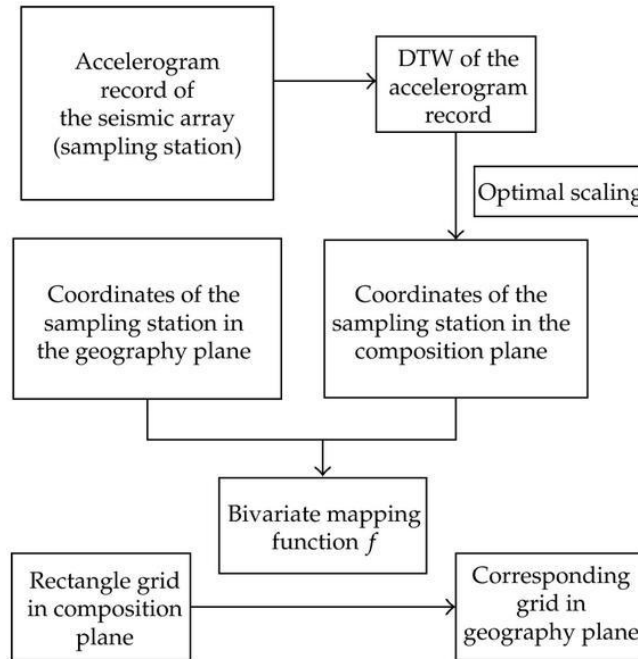 Accelerogram
record of
the seismic array
(sampling station)
DTW of the
accelerogram
record
Optimal scaling
Coordinates of the
sampling station in
the geography plane
Coordinates of the
sampling station in the
composition plane
Bivariate mapping
function f
Rectangle grid
in composition
plane
Corresponding
grid in
geography plane